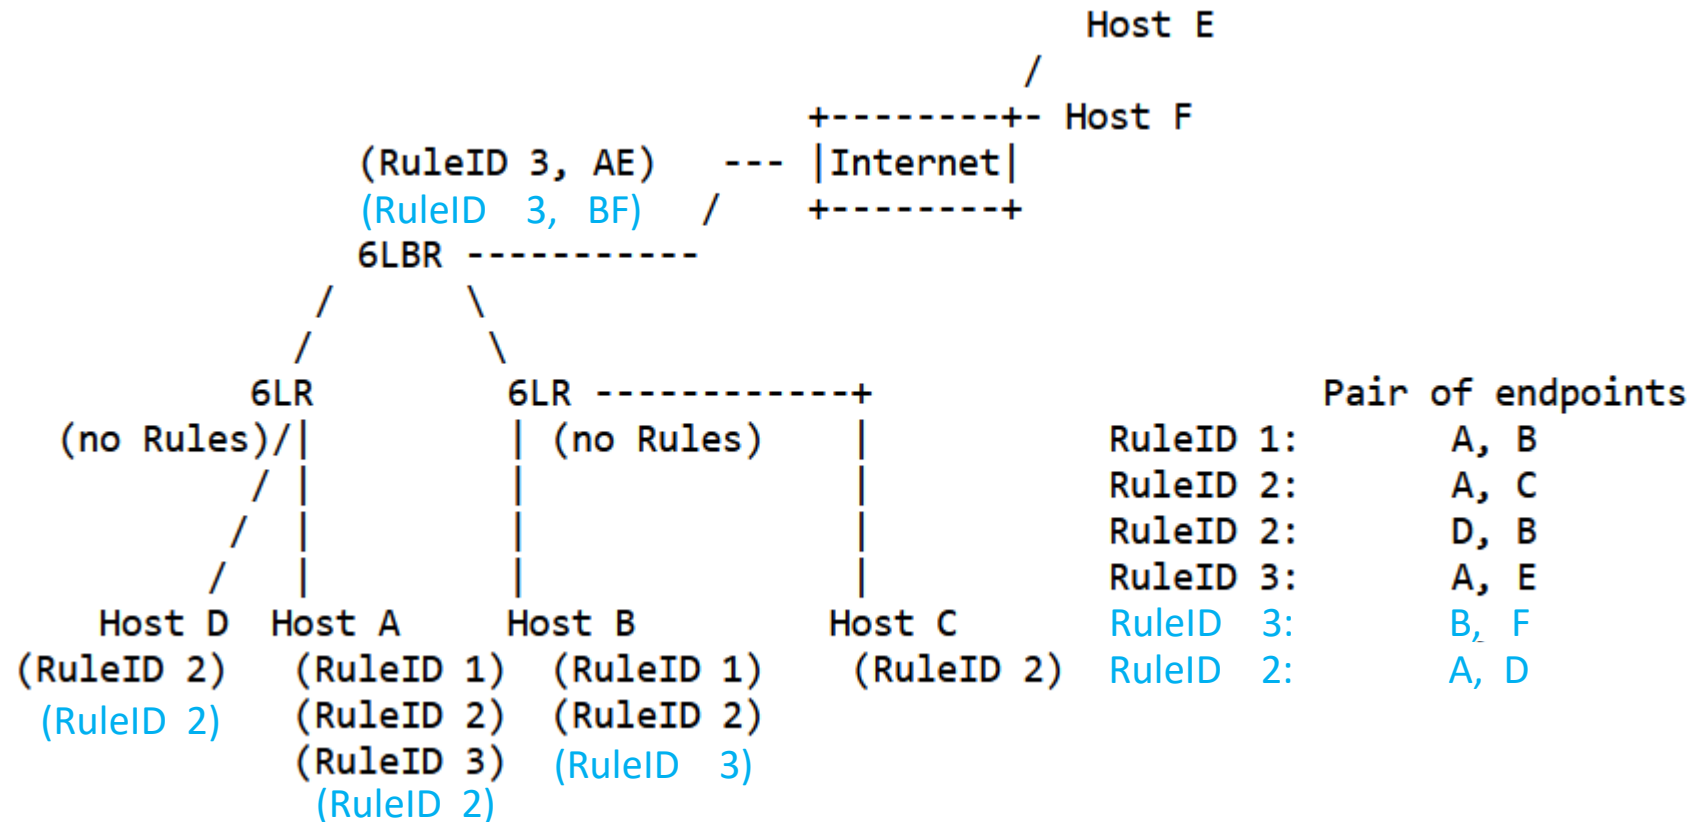 Host E
/
+--------+- Host F
(RuleID 3, AE) --- |Internet|
(RuleID 3, BF) / +--------+
6LBR -----------
/ \
/ \
6LR 6LR ------------+ Pair of endpoints
(no Rules)/| | (no Rules) | RuleID 1: A, B
/ | | | RuleID 2: A, C
/ | | | RuleID 2: D, B
/ | | | RuleID 3: A, E
Host D Host A Host B Host C RuleID 3: B, F
(RuleID 2) (RuleID 1) (RuleID 1) (RuleID 2) RuleID 2: A, D
(RuleID 2) (RuleID 2) (RuleID 2)
(RuleID 3) (RuleID 3)
(RuleID 2)